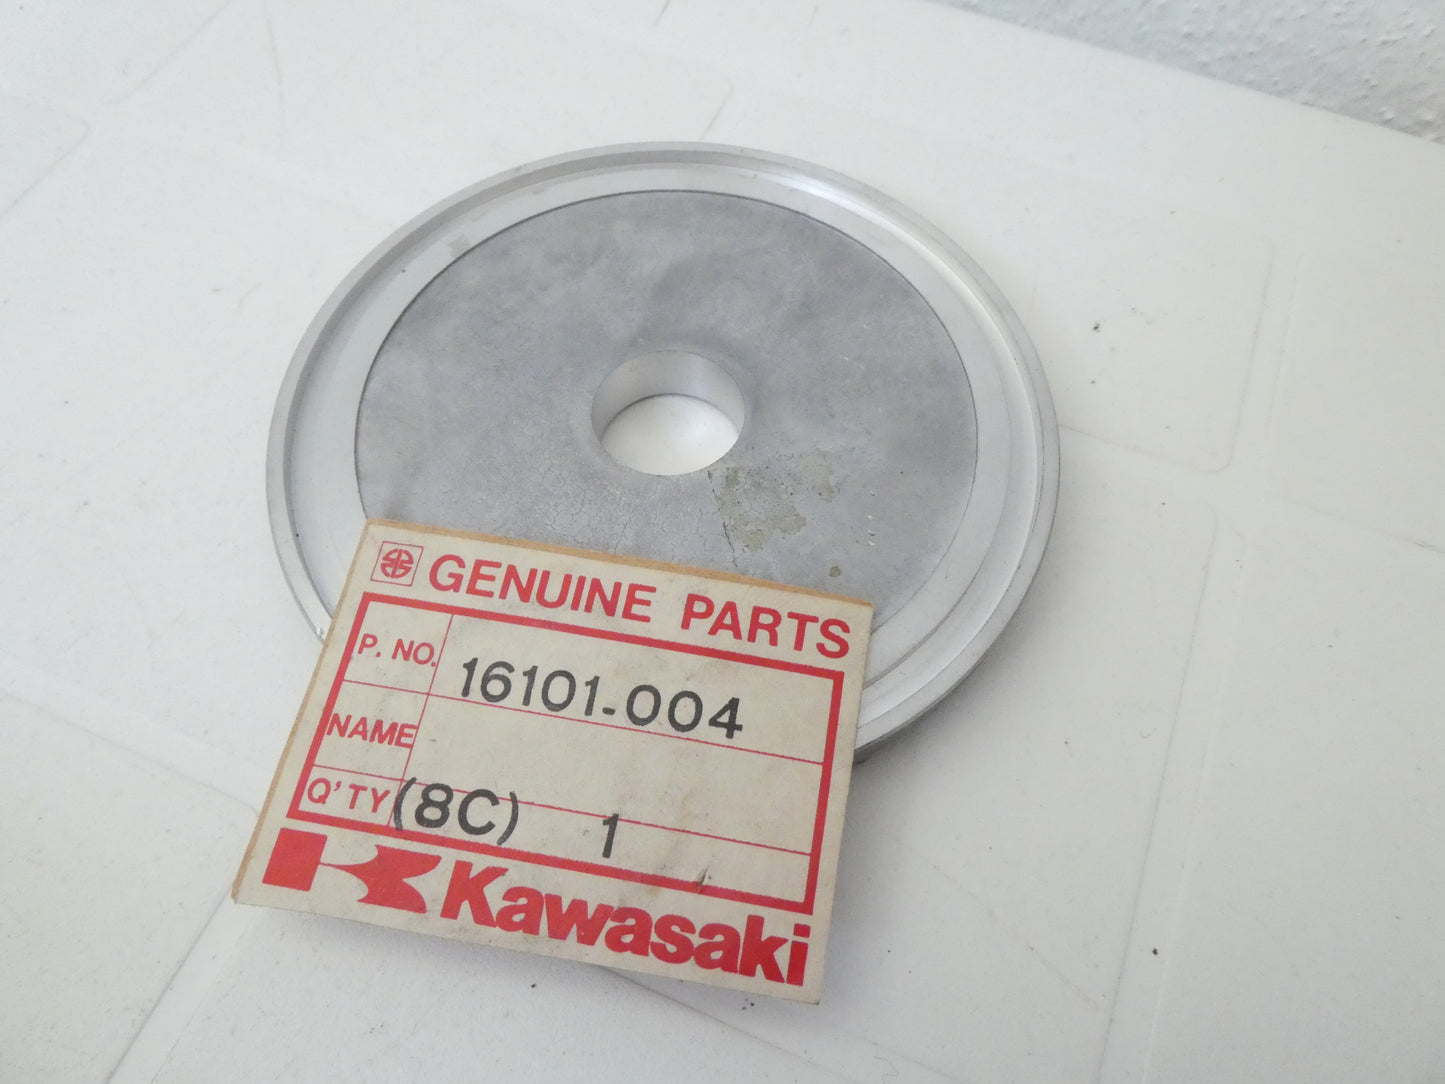 GENUINE PARTS
P. NO. 16101-004
NAME
Q'TY (8C) 1
Kawasaki